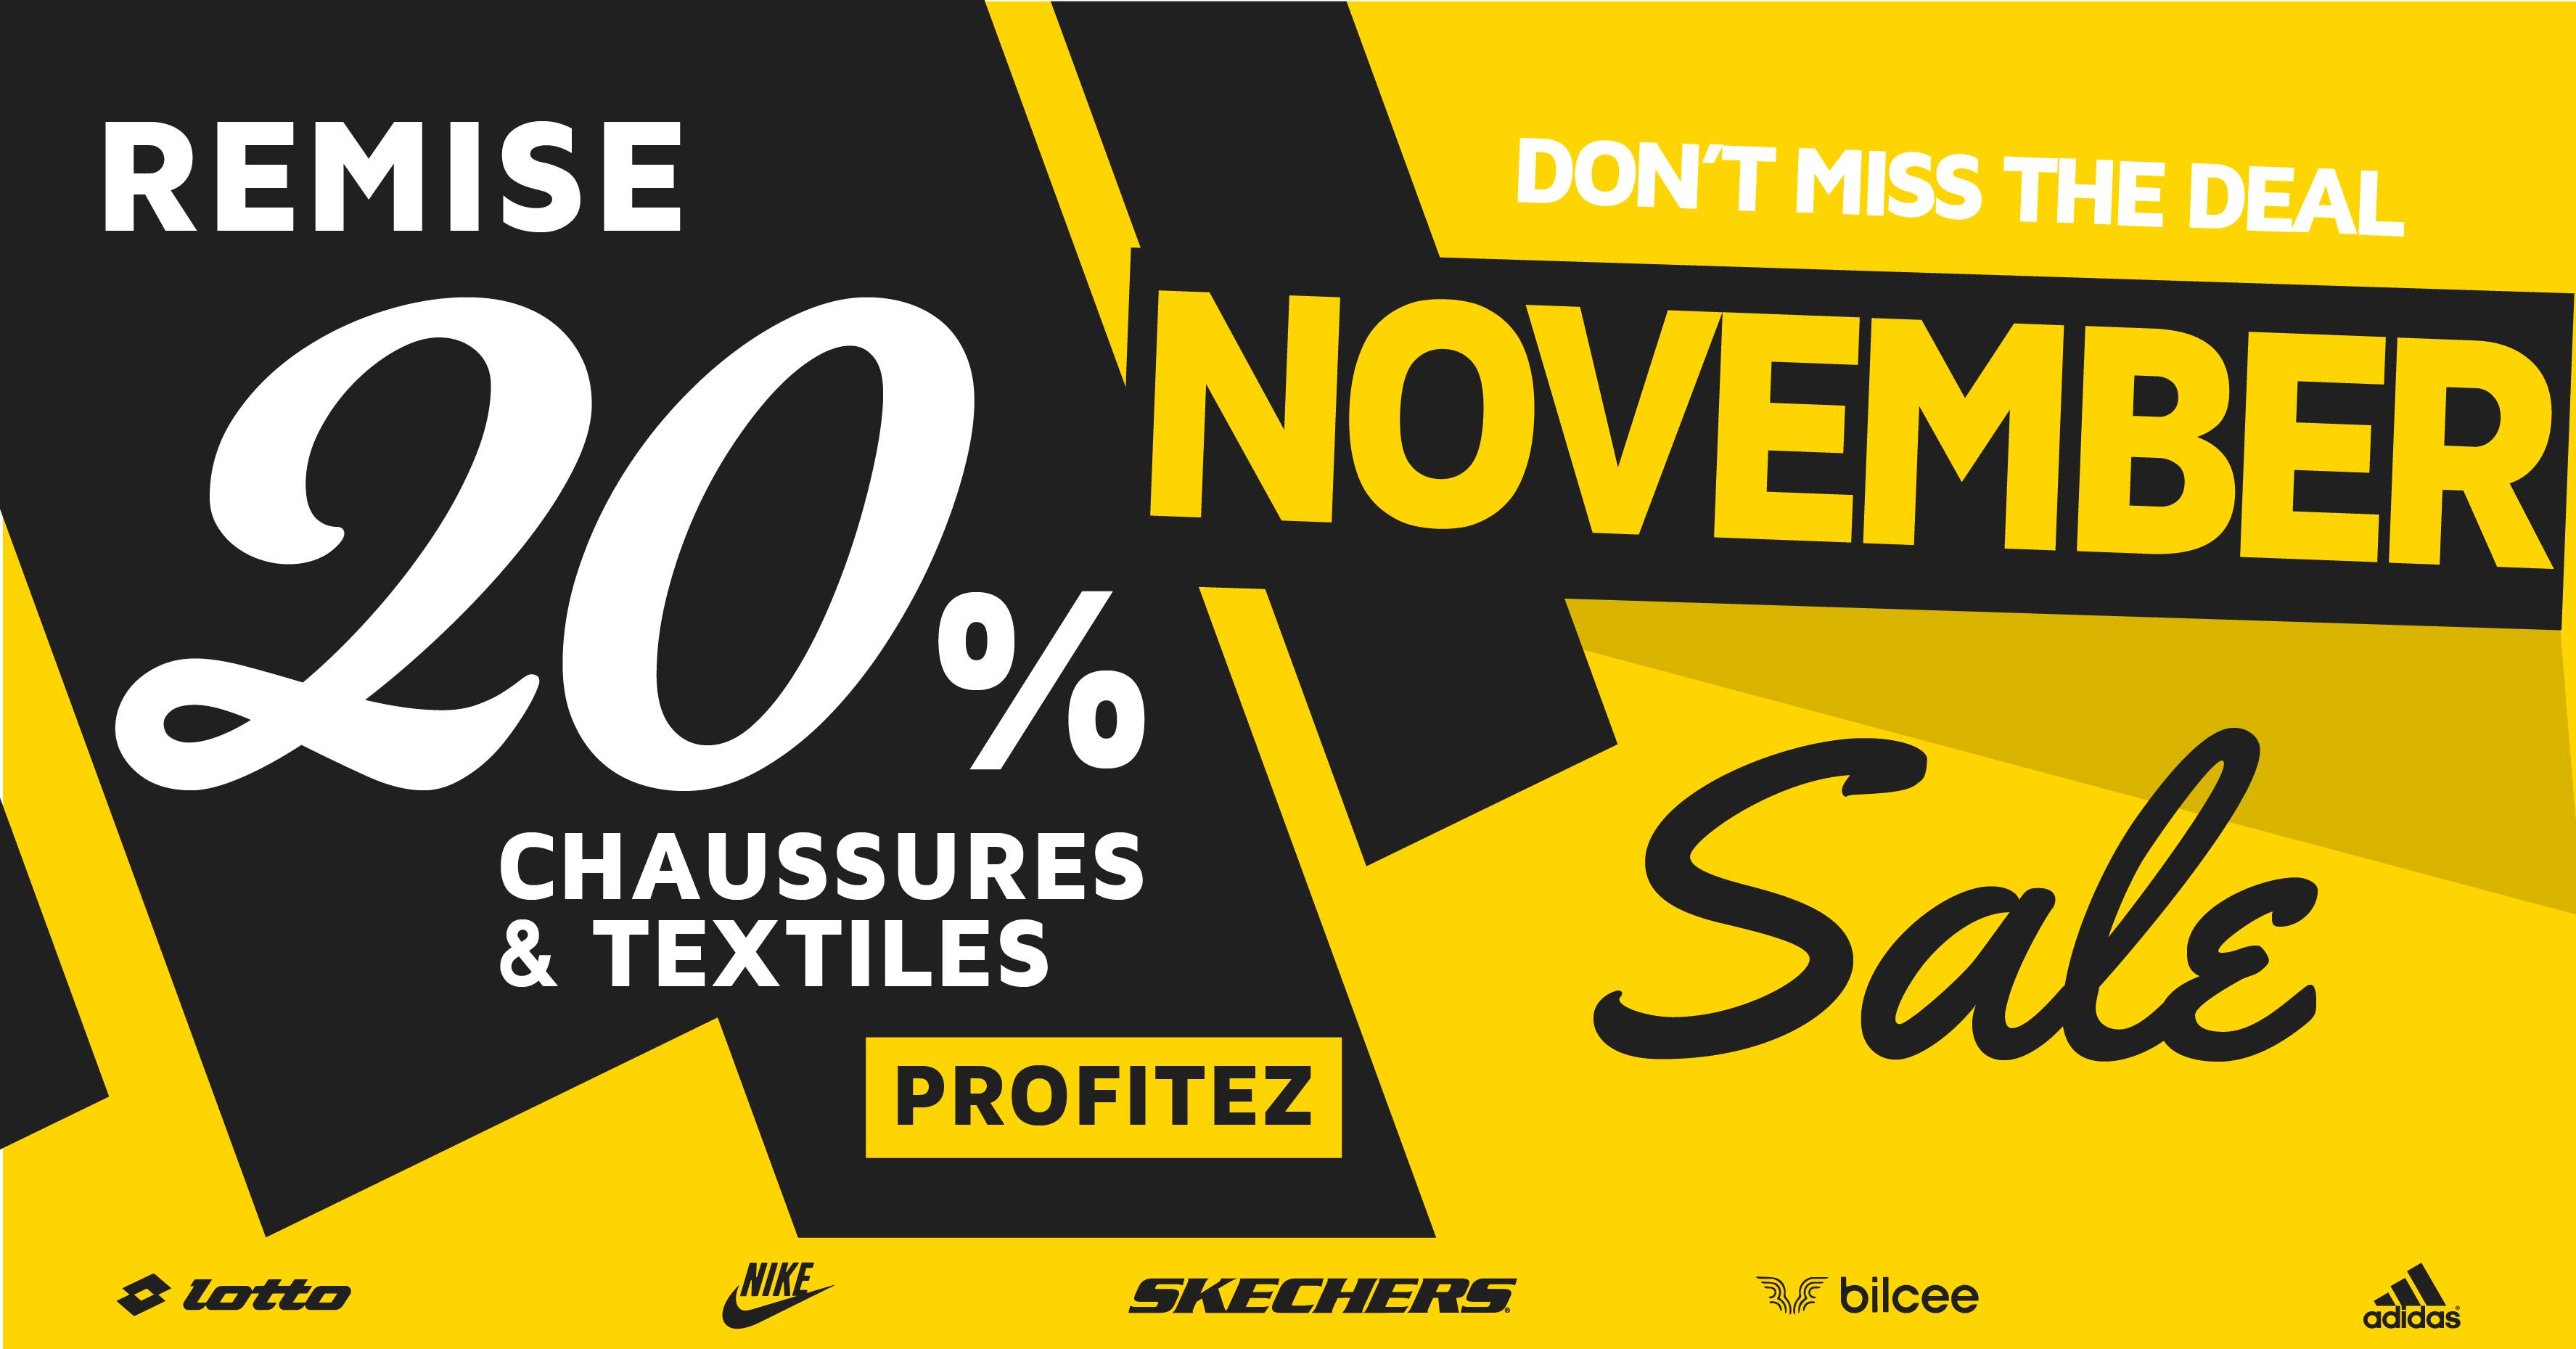 REMISE
20%
CHAUSSURES
& TEXTILES
PROFITEZ
DON'T MISS THE DEAL
NOVEMBER
Sale
lotto
NIKE
SKECHERS
bilcee
adidas